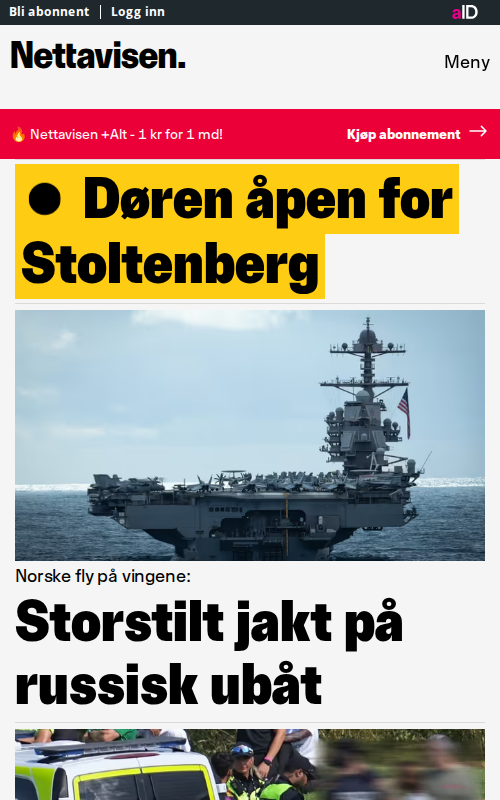 Bli abonnent
Logg inn
aID
Nettavisen.
Meny
🔥 Nettavisen +Alt - 1 kr for 1 md!
Kjøp abonnement →
● Døren åpen for
Stoltenberg
Norske fly på vingene:
Storstilt jakt på
russisk ubåt